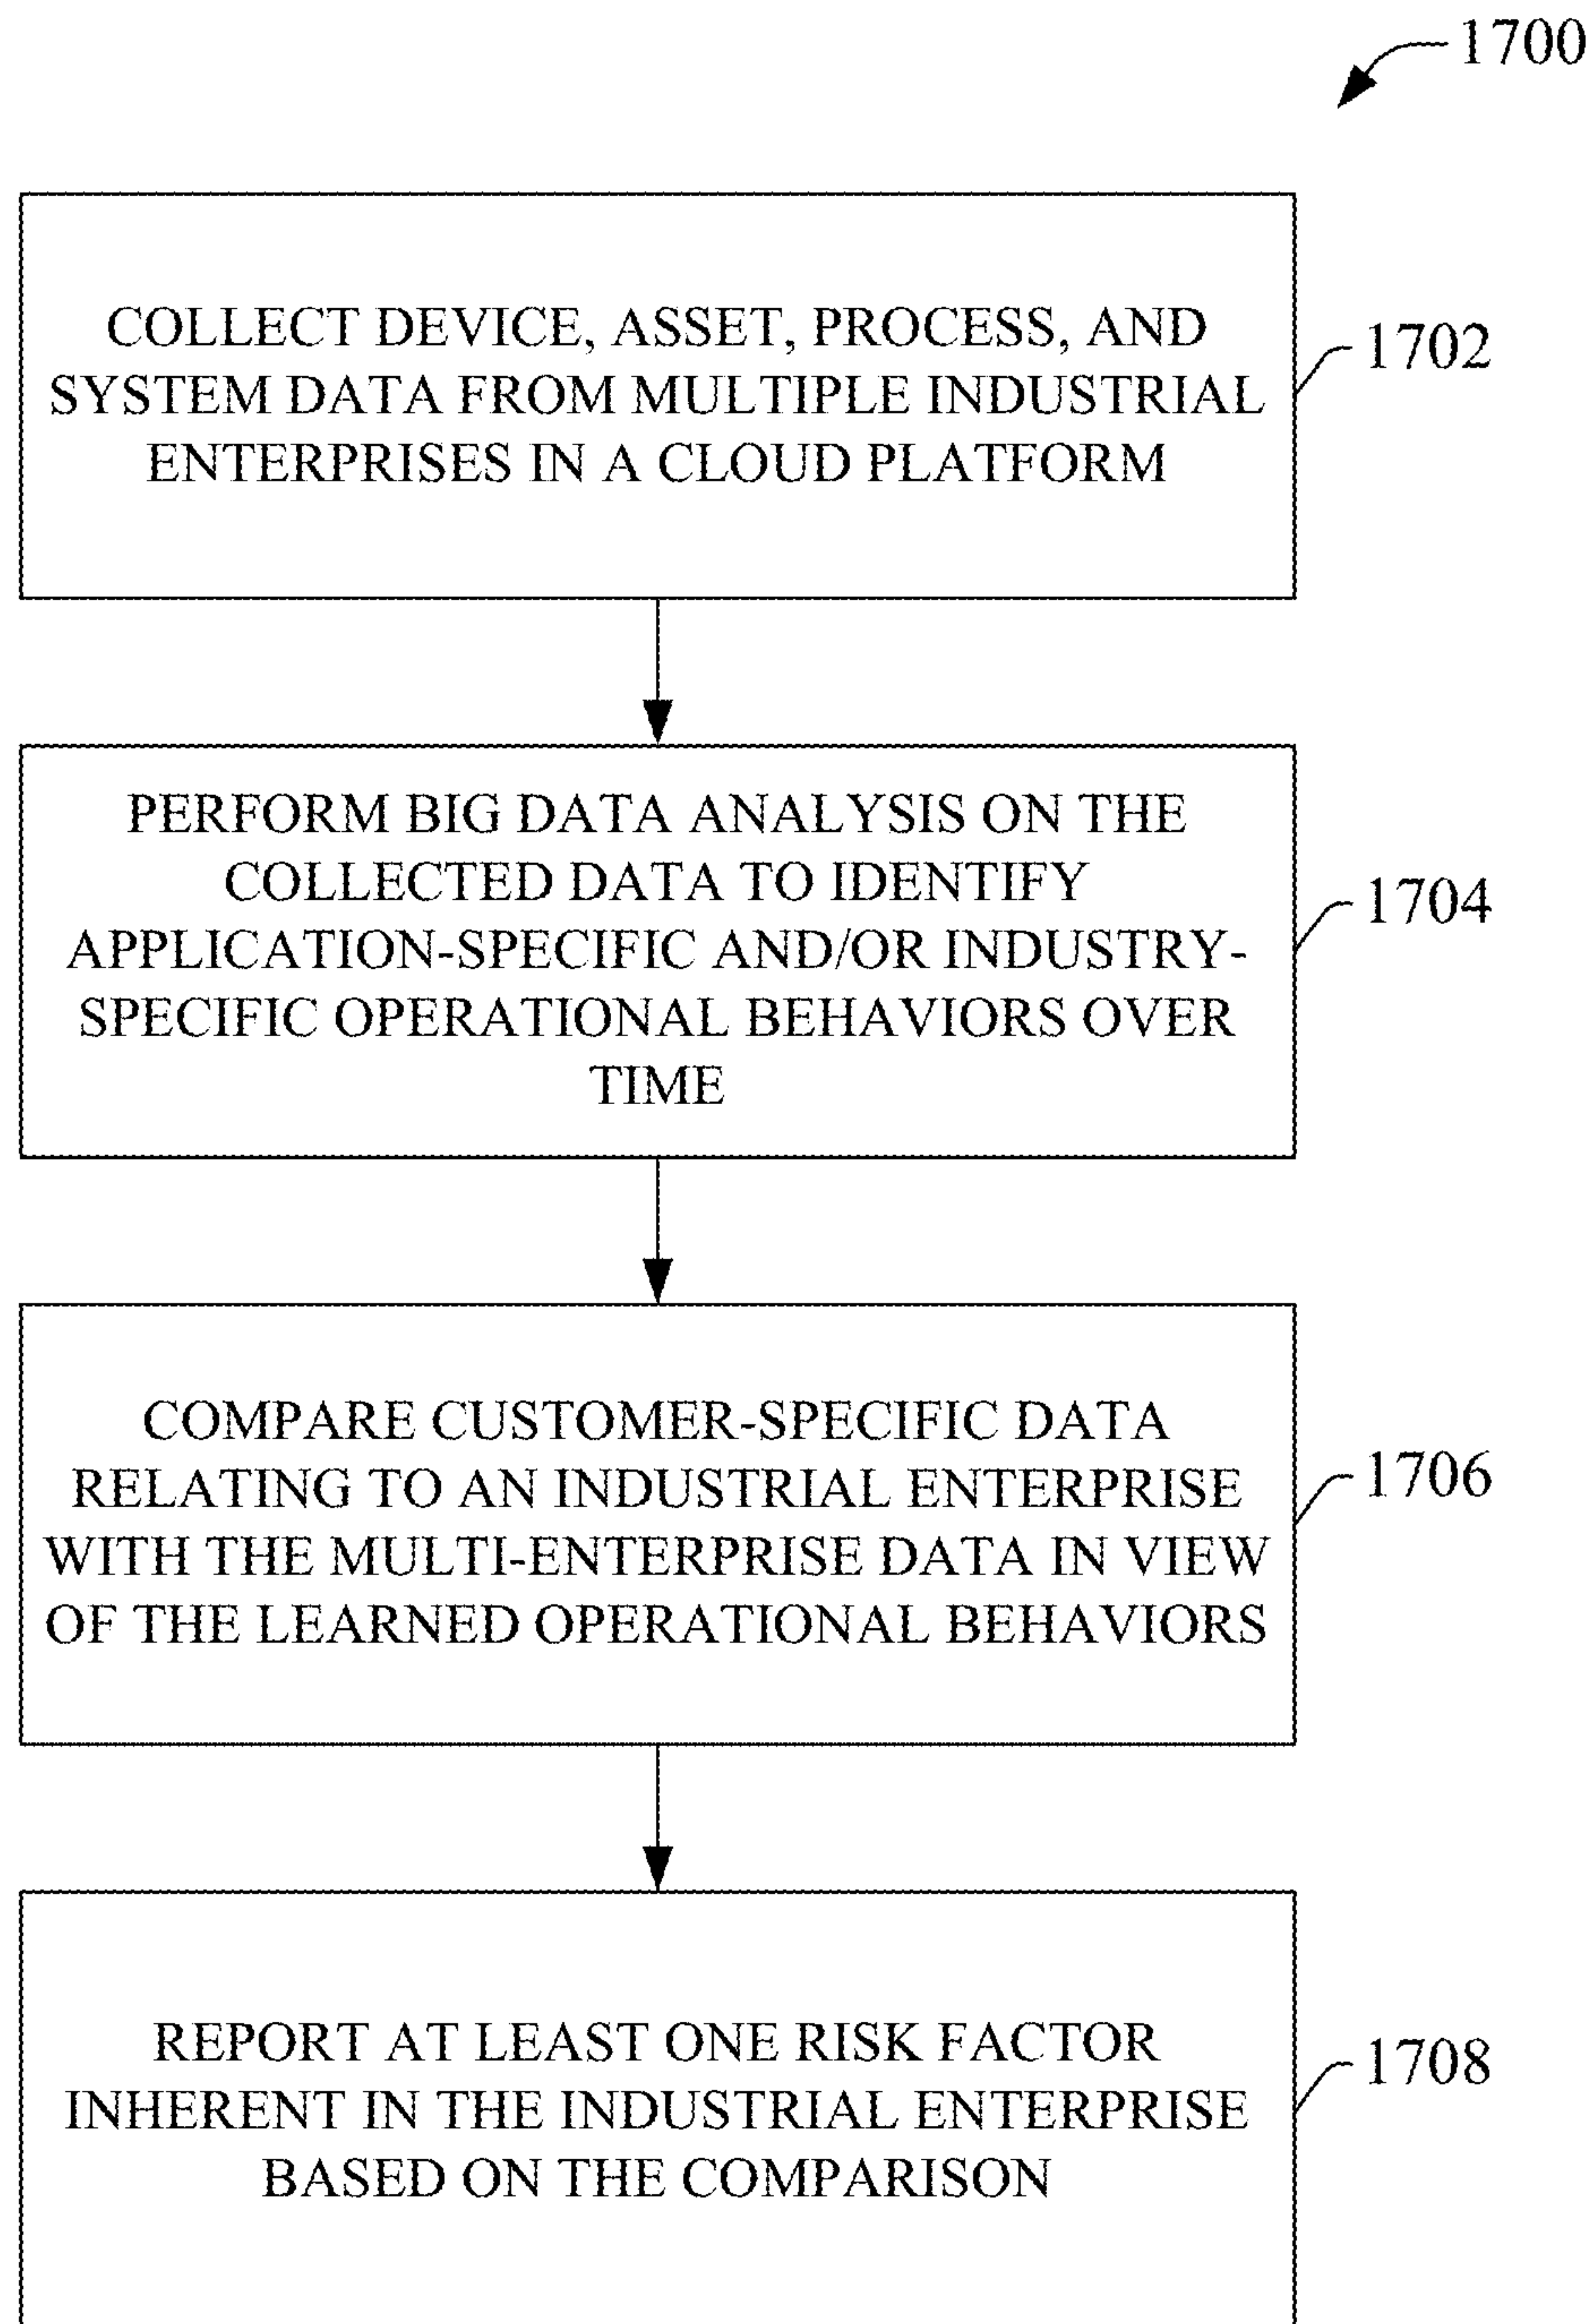 1700
COLLECT DEVICE, ASSET, PROCESS, AND
SYSTEM DATA FROM MULTIPLE INDUSTRIAL
ENTERPRISES IN A CLOUD PLATFORM
1702
PERFORM BIG DATA ANALYSIS ON THE
COLLECTED DATA TO IDENTIFY
APPLICATION-SPECIFIC AND/OR INDUSTRY-
SPECIFIC OPERATIONAL BEHAVIORS OVER
TIME
1704
COMPARE CUSTOMER-SPECIFIC DATA
RELATING TO AN INDUSTRIAL ENTERPRISE
WITH THE MULTI-ENTERPRISE DATA IN VIEW
OF THE LEARNED OPERATIONAL BEHAVIORS
1706
REPORT AT LEAST ONE RISK FACTOR
INHERENT IN THE INDUSTRIAL ENTERPRISE
BASED ON THE COMPARISON
1708